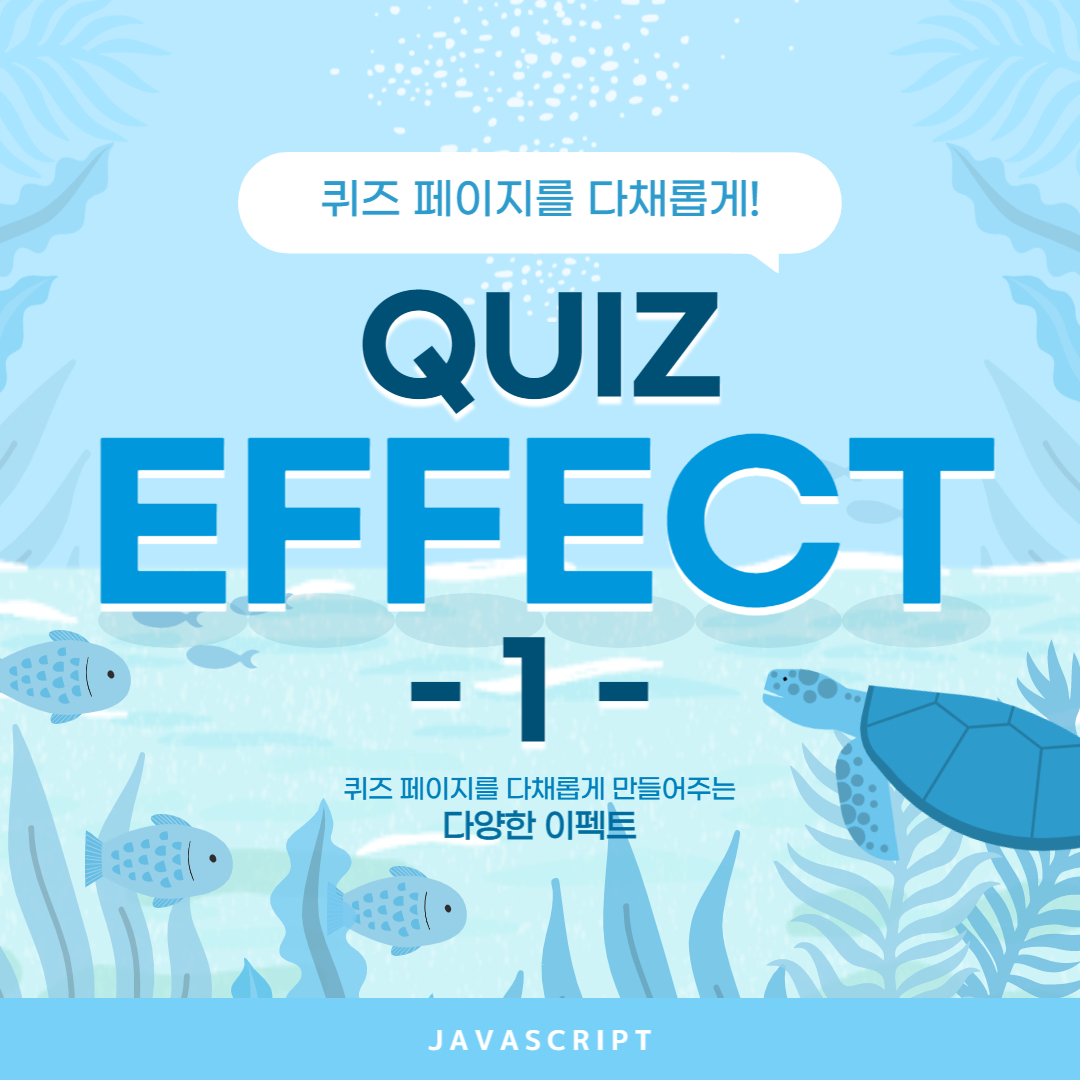 퀴즈 페이지를 다채롭게!
QUIZ
EFFECT
- 1 -
퀴즈 페이지를 다채롭게 만들어주는
다양한 이펙트
JAVASCRIPT